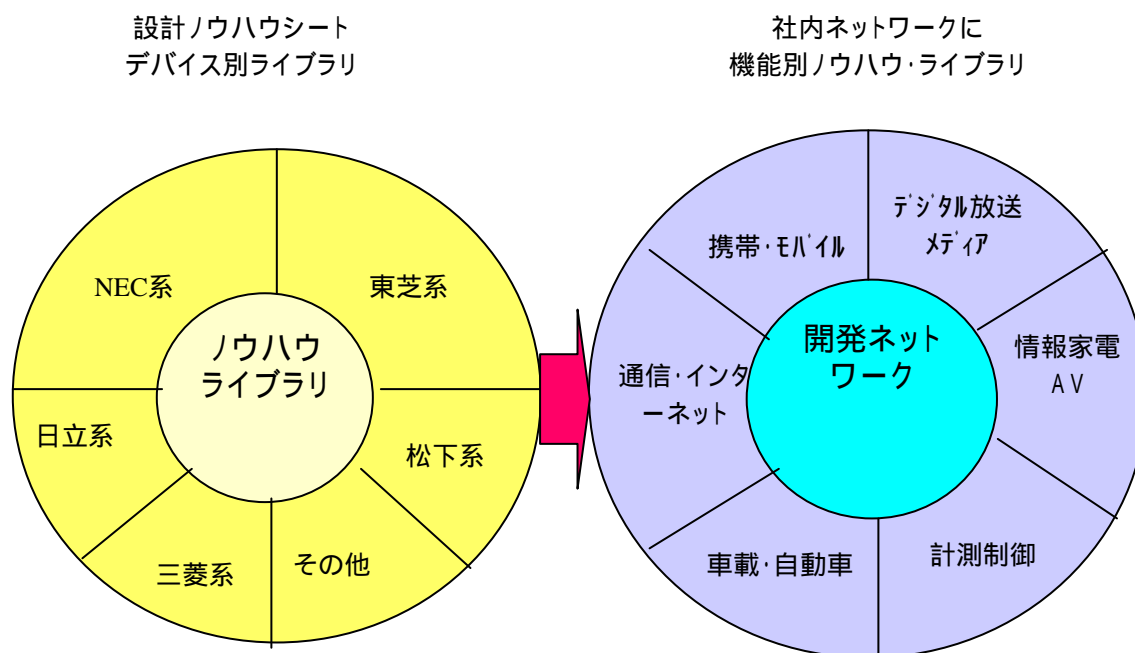 設計ノウハウシート
デバイス別ライブラリ
社内ネットワークに
機能別ノウハウ・ライブラリ
NEC系
東芝系
ノウハウ
ライブラリ
日立系
松下系
三菱系
その他
携帯・ﾓﾊﾞｲﾙ
ﾃﾞｼﾞﾀﾙ放送
ﾒﾃﾞｨｱ
開発ネット
ワーク
通信・インタ
ーネット
情報家電
AV
車載・自動車
計測制御